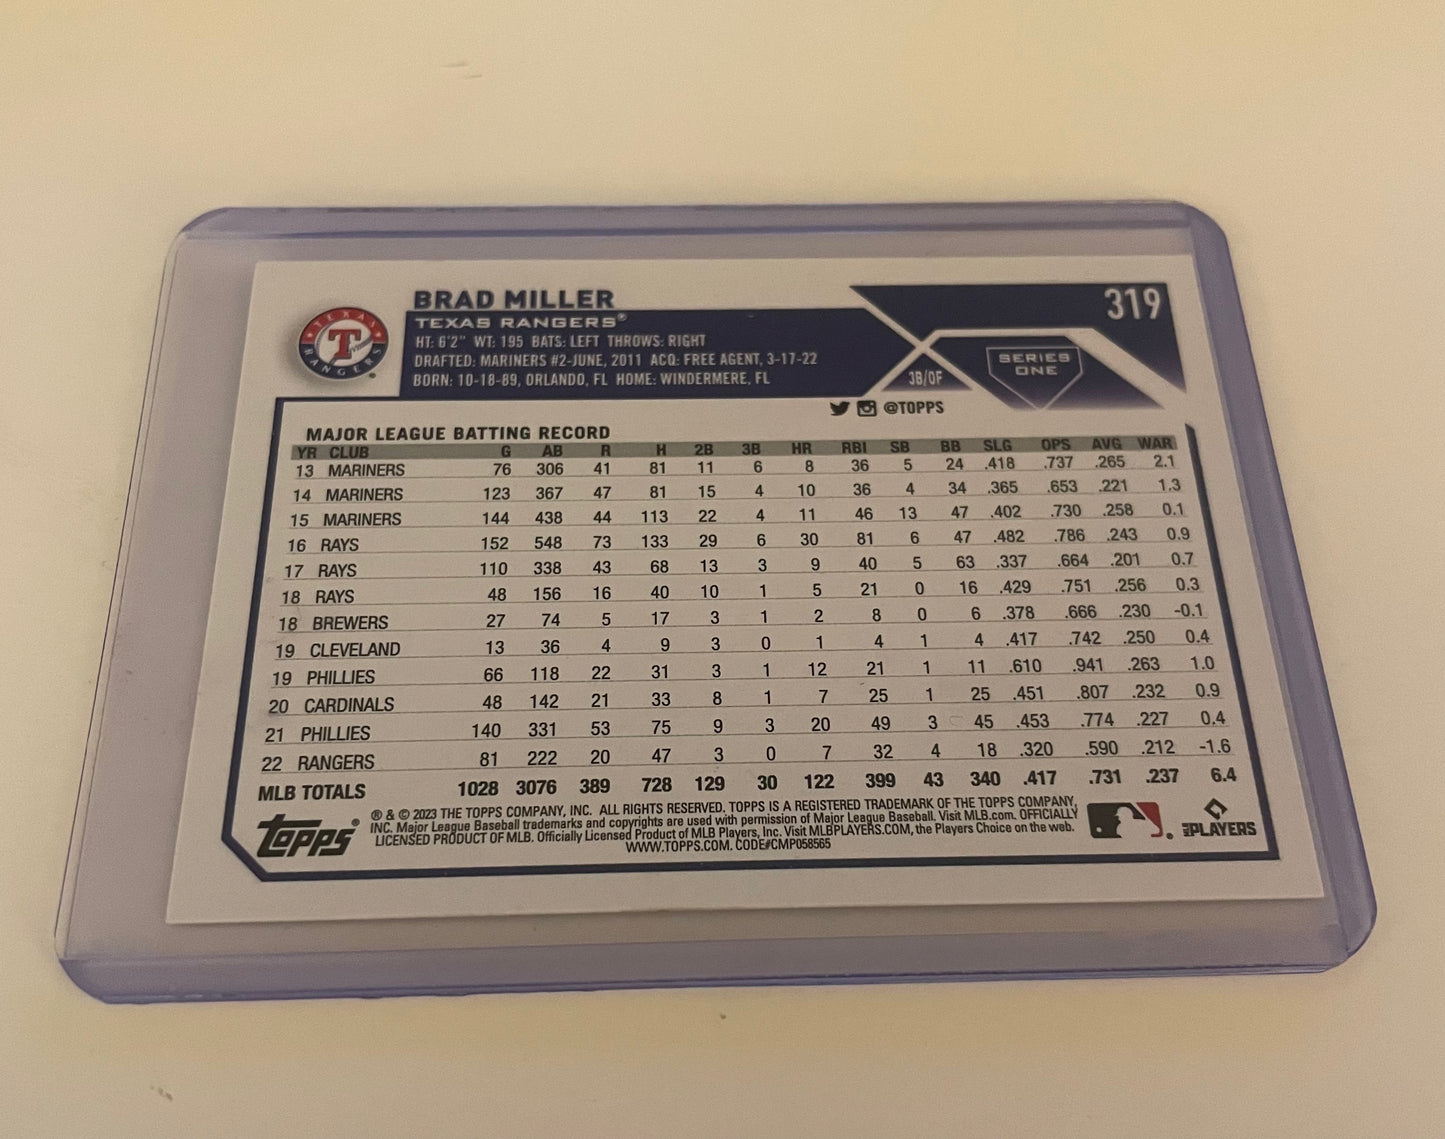 BRAD MILLER
319
TEXAS RANGERS®
HT: 6'2" WT: 195 BATS: LEFT THROWS: RIGHT
DRAFTED: MARINERS #2-JUNE, 2011 ACQ: FREE AGENT, 3-17-22
BORN: 10-18-89, ORLANDO, FL HOME: WINDERMERE, FL
TEXAS
T
RANGERS
3B/OF
SERIES
ONE
@TOPPS
MAJOR LEAGUE BATTING RECORD
YR CLUB G AB R H 2B 3B HR RBI SB BB SLG OPS AVG WAR
13 MARINERS 76 306 41 81 11 6 8 36 5 24 .418 .737 .265 2.1
14 MARINERS 123 367 47 81 15 4 10 36 4 34 .365 .653 .221 1.3
15 MARINERS 144 438 44 113 22 4 11 46 13 47 .402 .730 .258 0.1
16 RAYS 152 548 73 133 29 6 30 81 6 47 .482 .786 .243 0.9
17 RAYS 110 338 43 68 13 3 9 40 5 63 .337 .664 .201 0.7
18 RAYS 48 156 16 40 10 1 5 21 0 16 .429 .751 .256 0.3
18 BREWERS 27 74 5 17 3 1 2 8 0 6 .378 .666 .230 -0.1
19 CLEVELAND 13 36 4 9 3 0 1 4 1 4 .417 .742 .250 0.4
19 PHILLIES 66 118 22 31 3 1 12 21 1 11 .610 .941 .263 1.0
20 CARDINALS 48 142 21 33 8 1 7 25 1 25 .451 .807 .232 0.9
21 PHILLIES 140 331 53 75 9 3 20 49 3 45 .453 .774 .227 0.4
22 RANGERS 81 222 20 47 3 0 7 32 4 18 .320 .590 .212 -1.6
MLB TOTALS 1028 3076 389 728 129 30 122 399 43 340 .417 .731 .237 6.4
topps®
® & © 2023 THE TOPPS COMPANY, INC. ALL RIGHTS RESERVED. TOPPS IS A REGISTERED TRADEMARK OF THE TOPPS COMPANY,
INC. Major League Baseball trademarks and copyrights are used with permission of Major League Baseball. Visit MLB.com. OFFICIALLY
LICENSED PRODUCT OF MLB. Officially Licensed Product of MLB Players, Inc. Visit MLBPLAYERS.COM, the Players Choice on the web.
WWW.TOPPS.COM. CODE#CMP058565
MLB PLAYERS